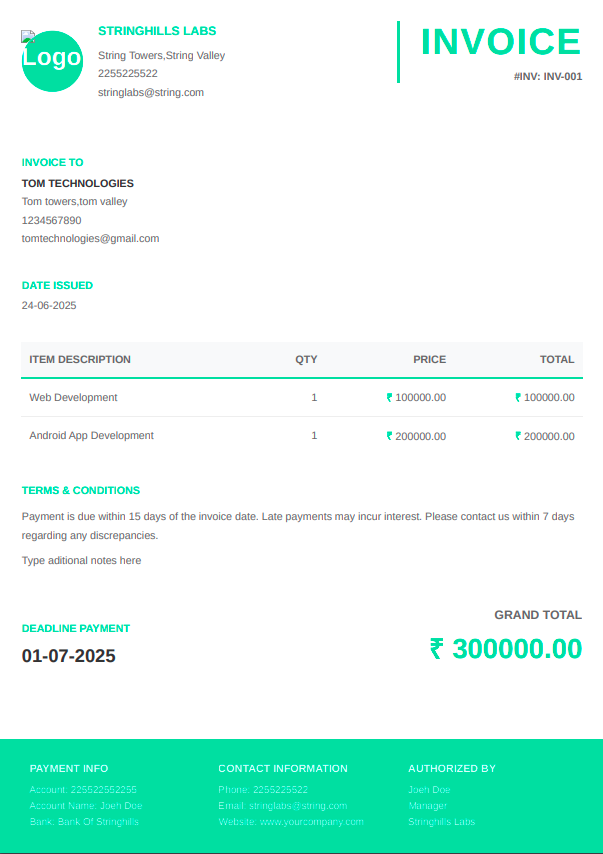 Logo
STRINGHILLS LABS
String Towers,String Valley
2255225522
stringlabs@string.com
INVOICE
#INV: INV-001
INVOICE TO
TOM TECHNOLOGIES
Tom towers,tom valley
1234567890
tomtechnologies@gmail.com
DATE ISSUED
24-06-2025
ITEM DESCRIPTION QTY PRICE TOTAL
Web Development 1 ₹ 100000.00 ₹ 100000.00
Android App Development 1 ₹ 200000.00 ₹ 200000.00
TERMS & CONDITIONS
Payment is due within 15 days of the invoice date. Late payments may incur interest. Please contact us within 7 days
regarding any discrepancies.
Type aditional notes here
GRAND TOTAL
₹ 300000.00
DEADLINE PAYMENT
01-07-2025
PAYMENT INFO
Account: 225522552255
Account Name: Joeh Doe
Bank: Bank Of Stringhills
CONTACT INFORMATION
Phone: 2255225522
Email: stringlabs@string.com
Website: www.yourcompany.com
AUTHORIZED BY
Joeh Doe
Manager
Stringhills Labs